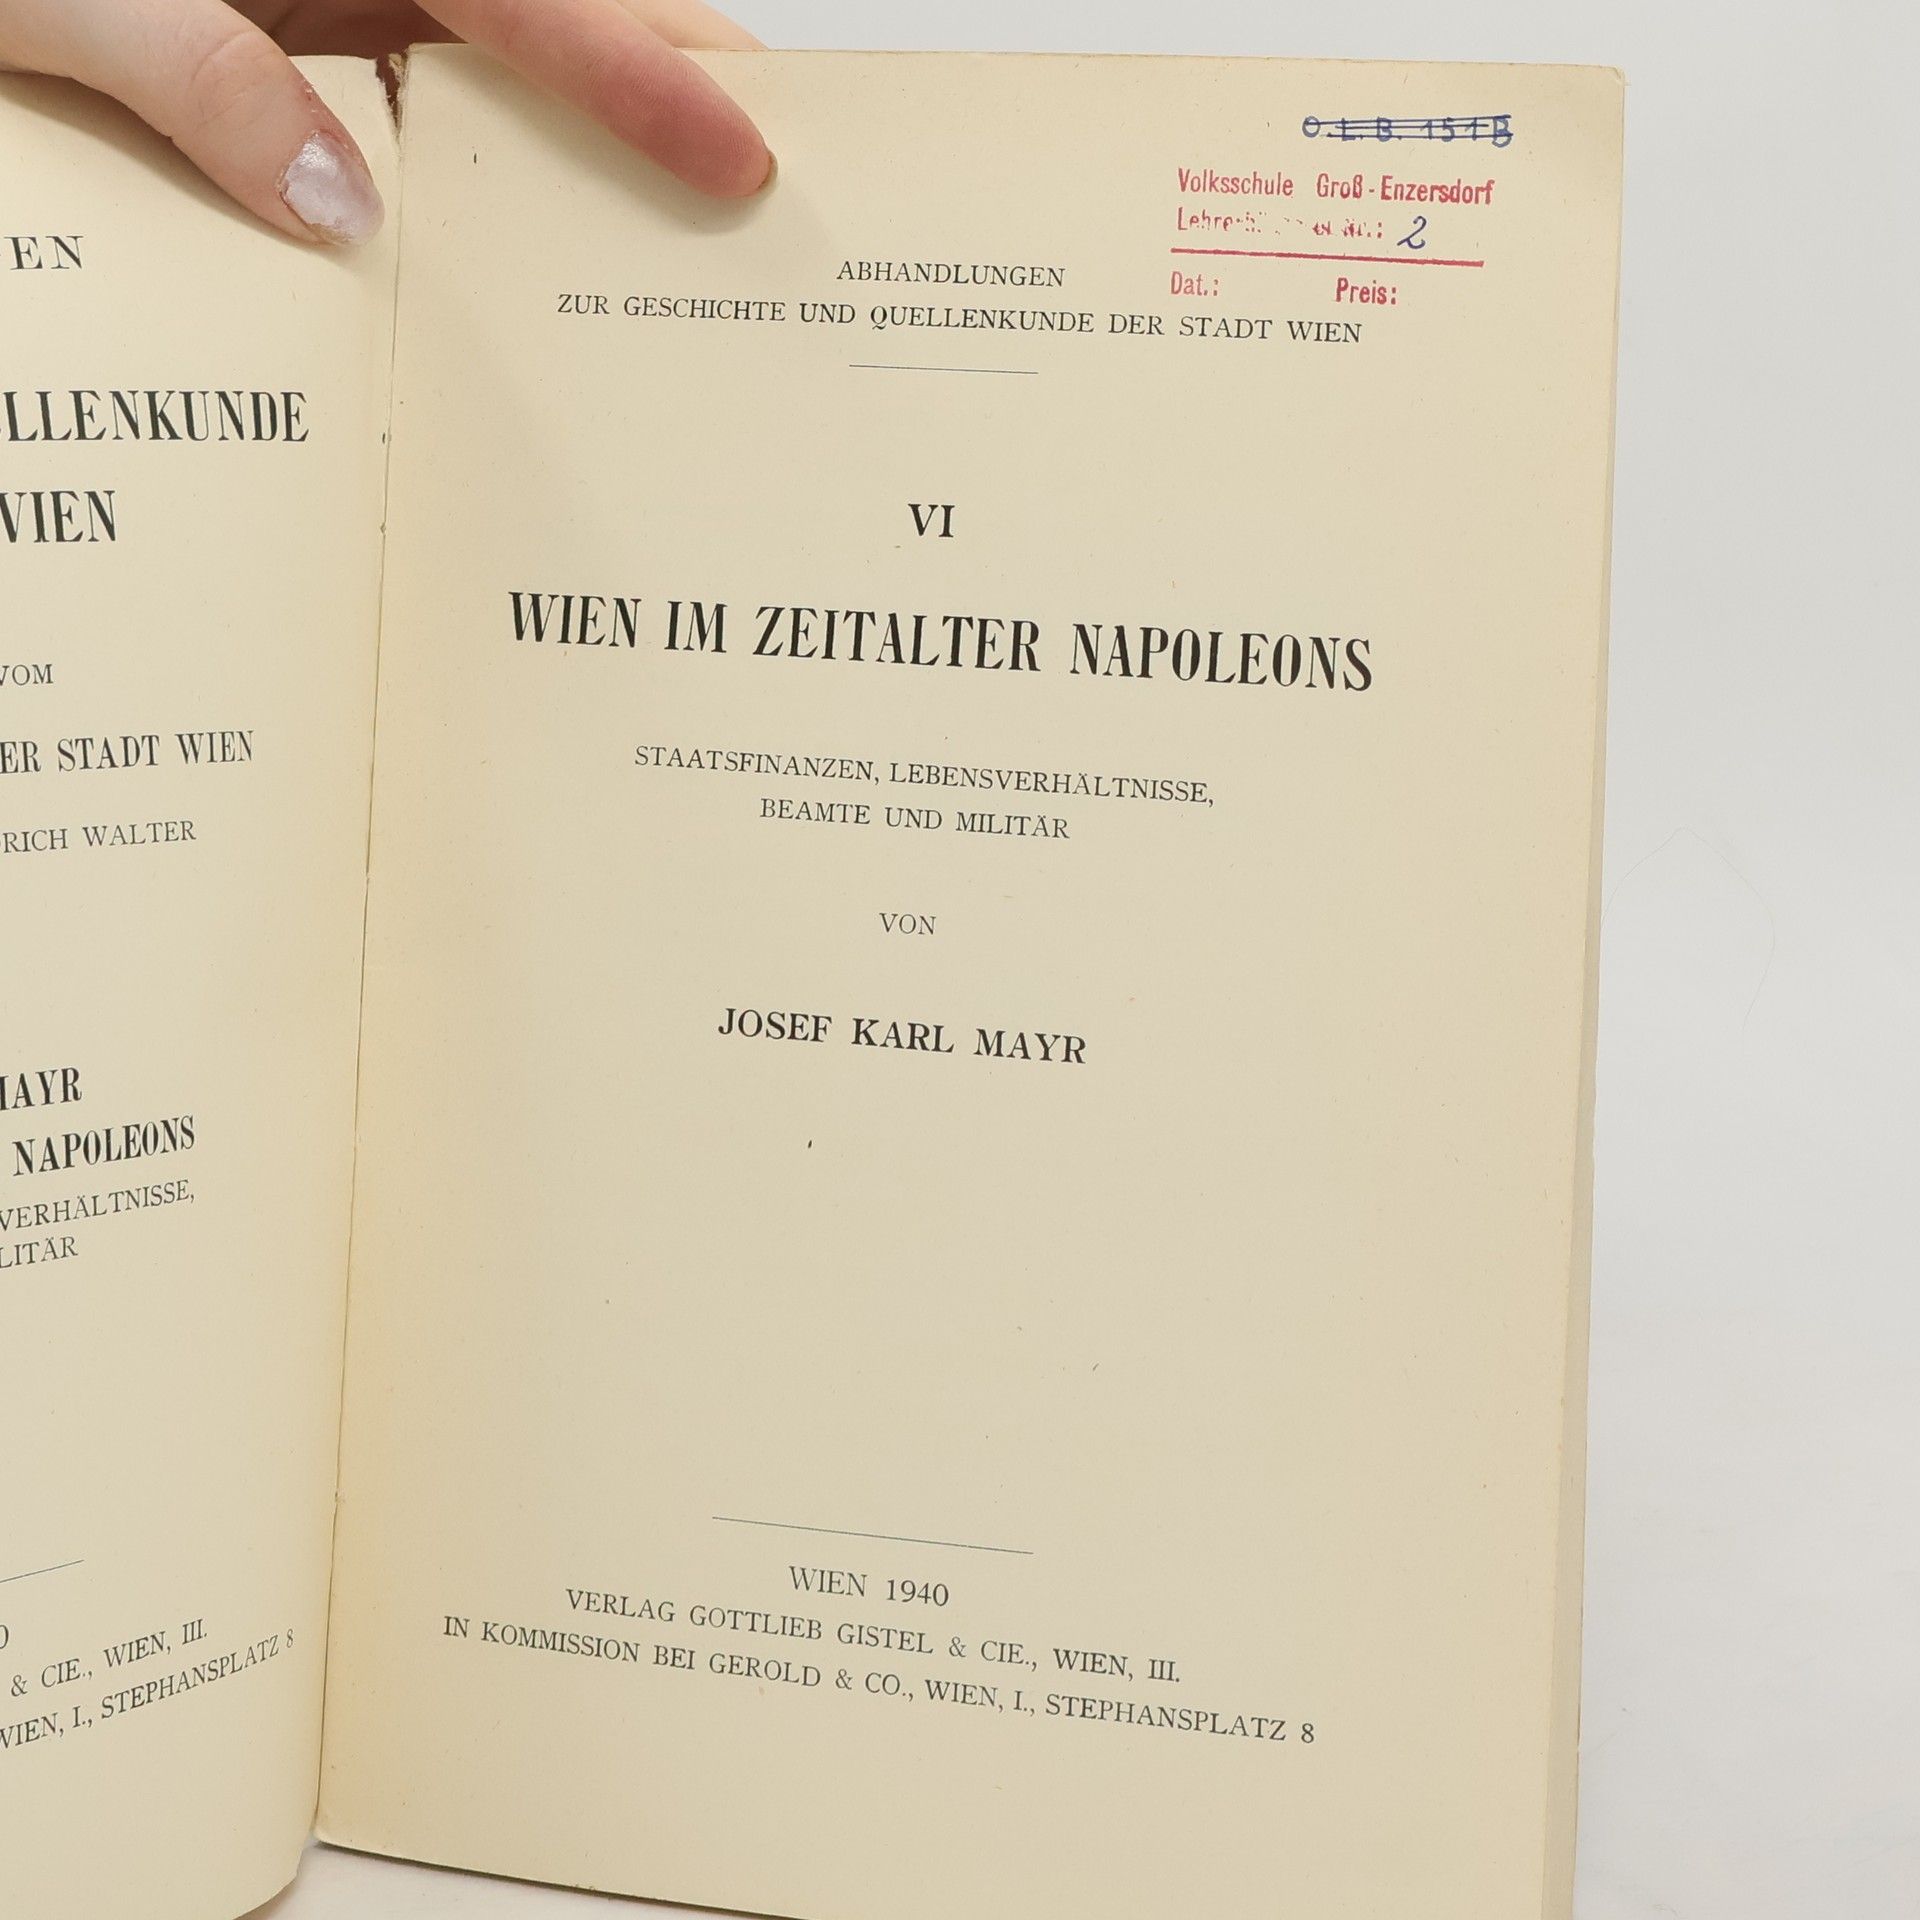 EN
LLENKUNDE
WIEN
VOM
ER STADT WIEN
RICH WALTER
MAYR
NAPOLEONS
VERHÄLTNISSE,
LITÄR
& CIE., WIEN, III.
WIEN, I., STEPHANSPLATZ 8
O.L.B. 151 B
Volksschule Groß-Enzersdorf
2
Dat.: Preis:
ABHANDLUNGEN
ZUR GESCHICHTE UND QUELLENKUNDE DER STADT WIEN
VI
WIEN IM ZEITALTER NAPOLEONS
STAATSFINANZEN, LEBENSVERHÄLTNISSE,
BEAMTE UND MILITÄR
VON
JOSEF KARL MAYR
WIEN 1940
VERLAG GOTTLIEB GISTEL & CIE., WIEN, III.
IN KOMMISSION BEI GEROLD & CO., WIEN, I., STEPHANSPLATZ 8